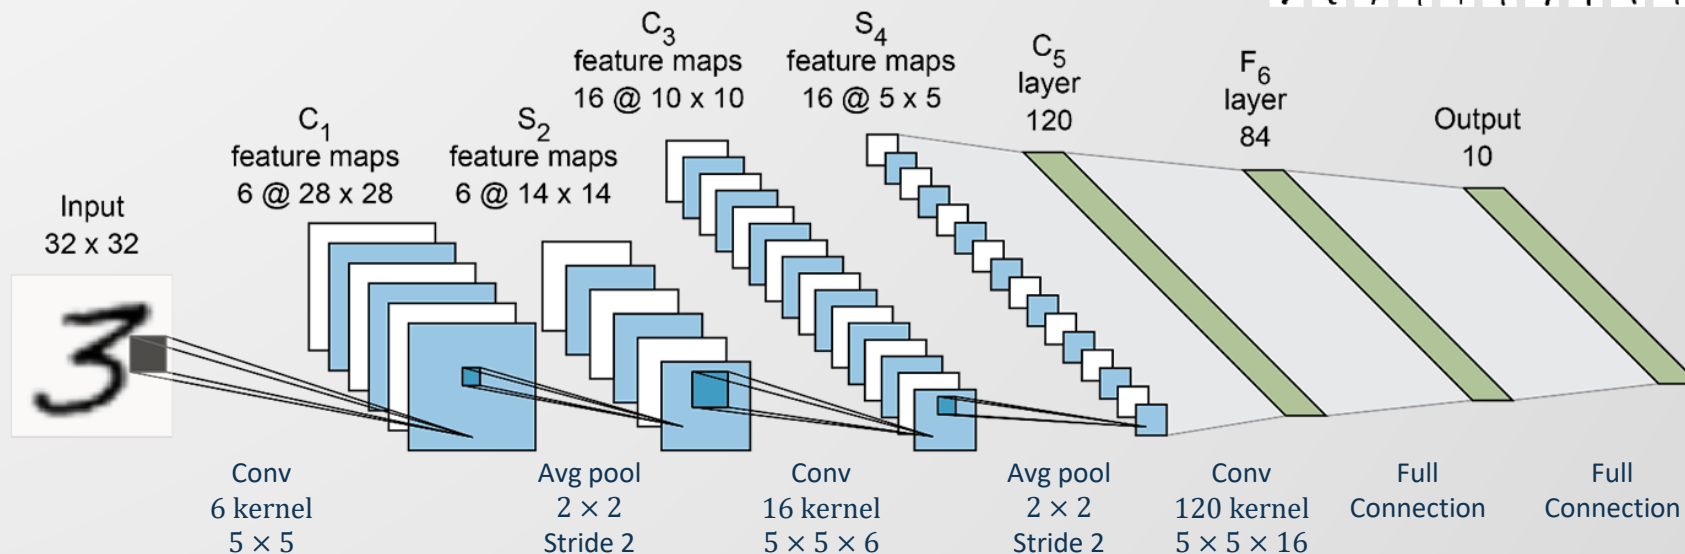 Input
32 x 32
C1
feature maps
6 @ 28 x 28
S2
feature maps
6 @ 14 x 14
C3
feature maps
16 @ 10 x 10
S4
feature maps
16 @ 5 x 5
C5
layer
120
F6
layer
84
Output
10
3
Conv
6 kernel
5 × 5
Avg pool
2 × 2
Stride 2
Conv
16 kernel
5 × 5 × 6
Avg pool
2 × 2
Stride 2
Conv
120 kernel
5 × 5 × 16
Full
Connection
Full
Connection